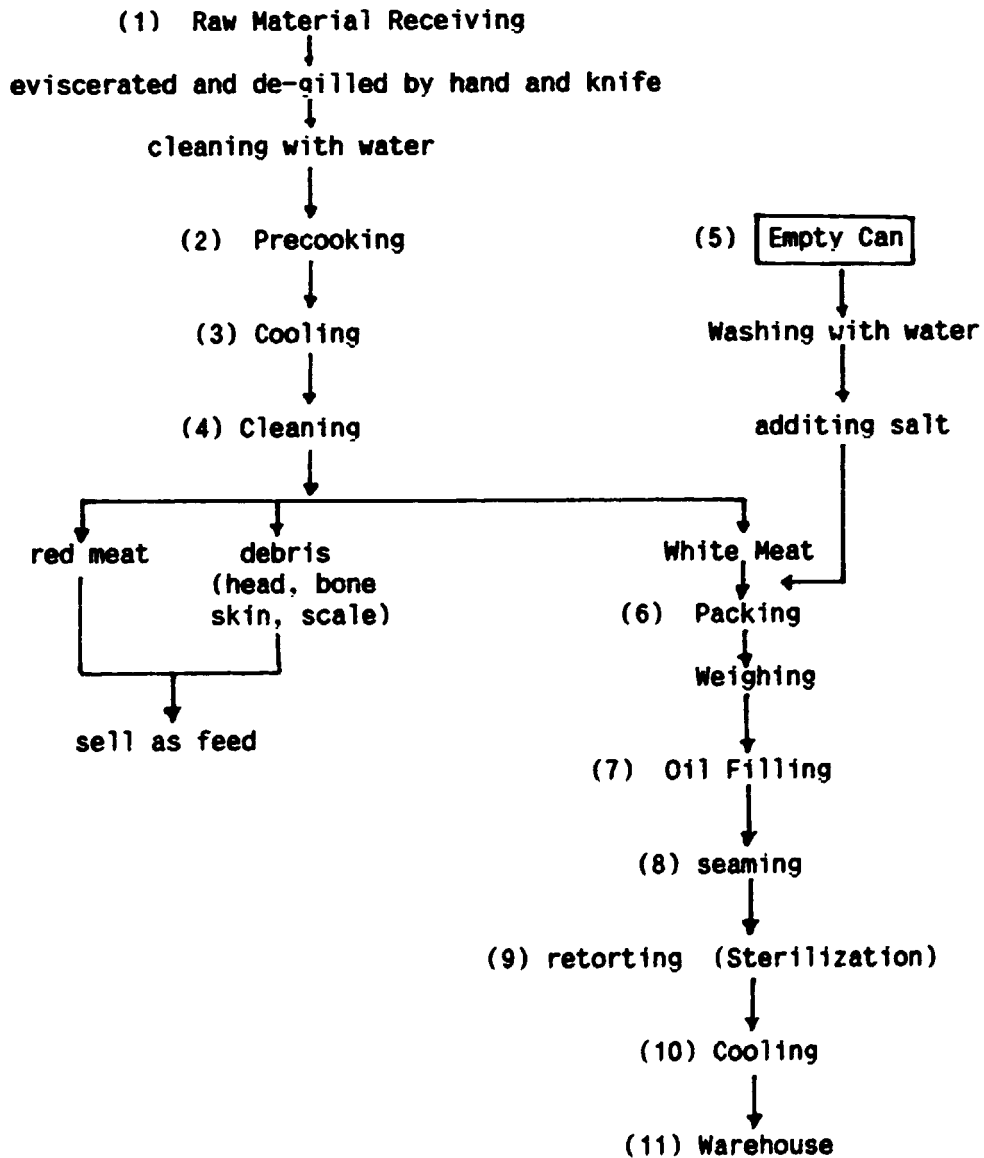 (1) Raw Material Receiving
eviscerated and de-gilled by hand and knife
cleaning with water
(2) Precooking
(3) Cooling
(4) Cleaning
(5) Empty Can
Washing with water
additing salt
red meat
debris
(head, bone
skin, scale)
sell as feed
White Meat
(6) Packing
Weighing
(7) Oil Filling
(8) seaming
(9) retorting (Sterilization)
(10) Cooling
(11) Warehouse